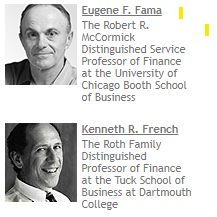 Eugene F. Fama
The Robert R.
McCormick
Distinguished Service
Professor of Finance
at the University of
Chicago Booth School
of Business
Kenneth R. French
The Roth Family
Distinguished
Professor of Finance
at the Tuck School of
Business at Dartmouth
College